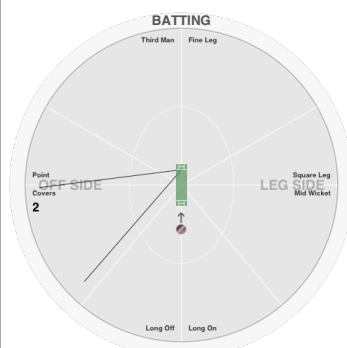 BATTING
Third Man
Fine Leg
Point
Square Leg
OFF SIDE
LEG SIDE
Covers
Mid Wicket
2
Long Off
Long On